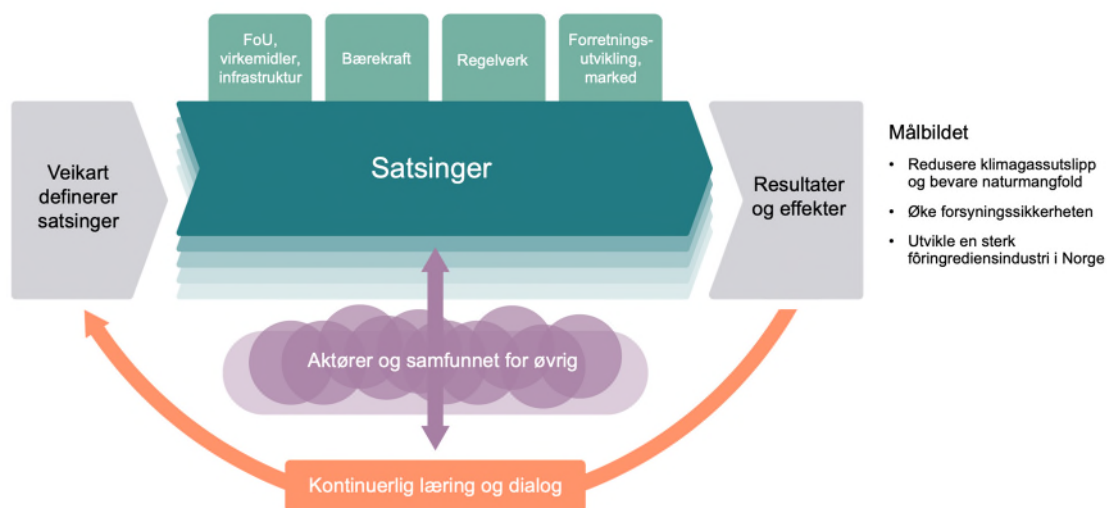 FoU,
virkemidler,
infrastruktur
Bærekraft
Regelverk
Forretnings-
utvikling,
marked
Veikart
definerer
satsinger
Satsinger
Resultater
og effekter
Målbildet
• Redusere klimagassutslipp
og bevare naturmangfold
• Øke forsyningssikkerheten
• Utvikle en sterk
fôringrediensindustri i Norge
Aktører og samfunnet for øvrig
Kontinuerlig læring og dialog